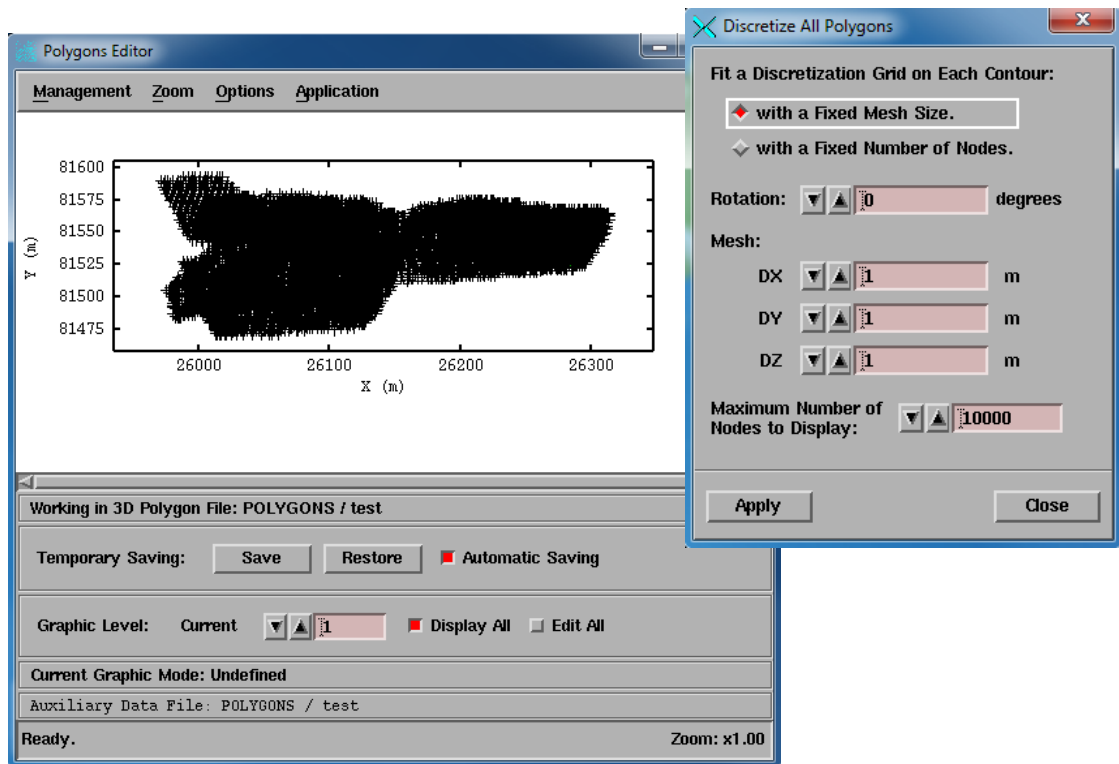 Polygons Editor
Management Zoom Options Application
81600
81575
81550
81525
81500
81475
Y (m)
26000 26100 26200 26300
X (m)
Working in 3D Polygon File: POLYGONS / test
Temporary Saving: Save Restore Automatic Saving
Graphic Level: Current 1 Display All Edit All
Current Graphic Mode: Undefined
Auxiliary Data File: POLYGONS / test
Ready. Zoom: x1.00
Discretize All Polygons
Fit a Discretization Grid on Each Contour:
with a Fixed Mesh Size.
with a Fixed Number of Nodes.
Rotation: 0 degrees
Mesh:
DX 1 m
DY 1 m
DZ 1 m
Maximum Number of
Nodes to Display: 10000
Apply Close